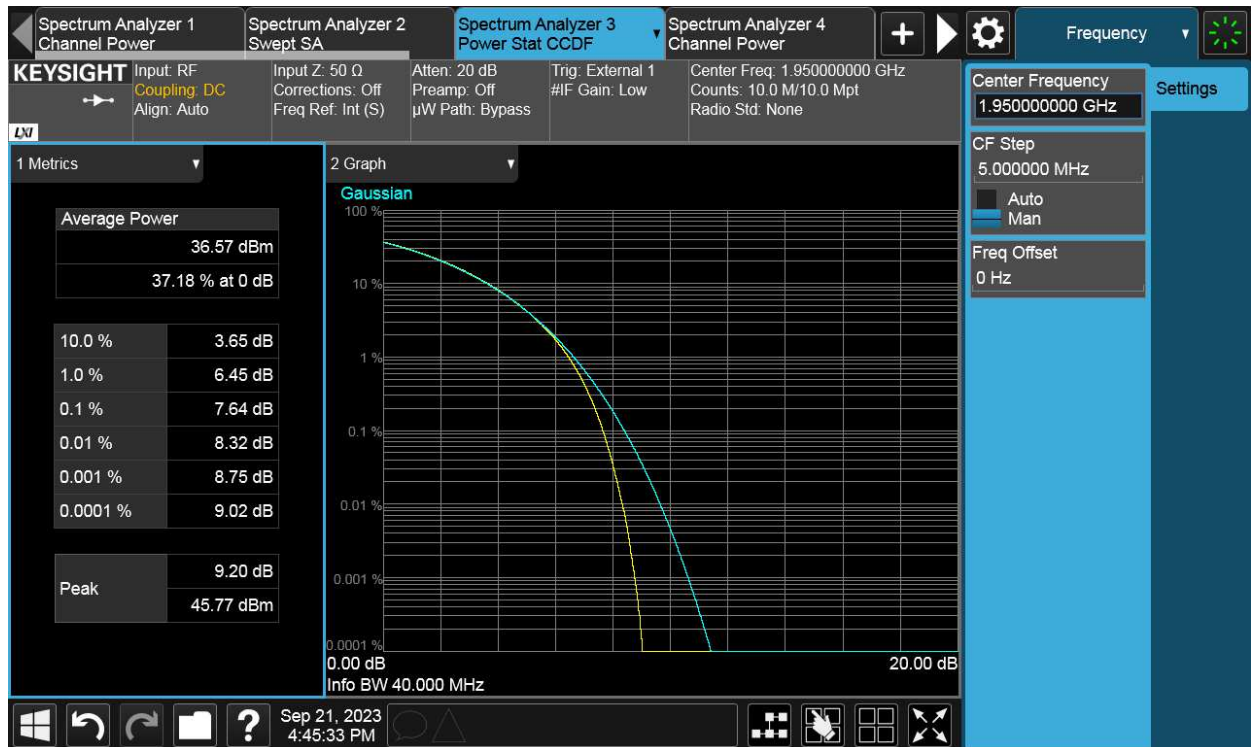 Spectrum Analyzer 1
Channel Power
Spectrum Analyzer 2
Swept SA
Spectrum Analyzer 3
Power Stat CCDF
Spectrum Analyzer 4
Channel Power
+
Frequency
KEYSIGHT
LXI
Input: RF
Coupling: DC
Align: Auto
Input Z: 50 Ω
Corrections: Off
Freq Ref: Int (S)
Atten: 20 dB
Preamp: Off
µW Path: Bypass
Trig: External 1
#IF Gain: Low
Center Freq: 1.950000000 GHz
Counts: 10.0 M/10.0 Mpt
Radio Std: None
Center Frequency
1.950000000 GHz
Settings
CF Step
5.000000 MHz
Auto
Man
Freq Offset
0 Hz
1 Metrics
Average Power
36.57 dBm
37.18 % at 0 dB
10.0 % 3.65 dB
1.0 % 6.45 dB
0.1 % 7.64 dB
0.01 % 8.32 dB
0.001 % 8.75 dB
0.0001 % 9.02 dB
Peak
9.20 dB
45.77 dBm
2 Graph
Gaussian
100 %
10 %
1 %
0.1 %
0.01 %
0.001 %
0.0001 %
0.00 dB 20.00 dB
Info BW 40.000 MHz
?
Sep 21, 2023
4:45:33 PM